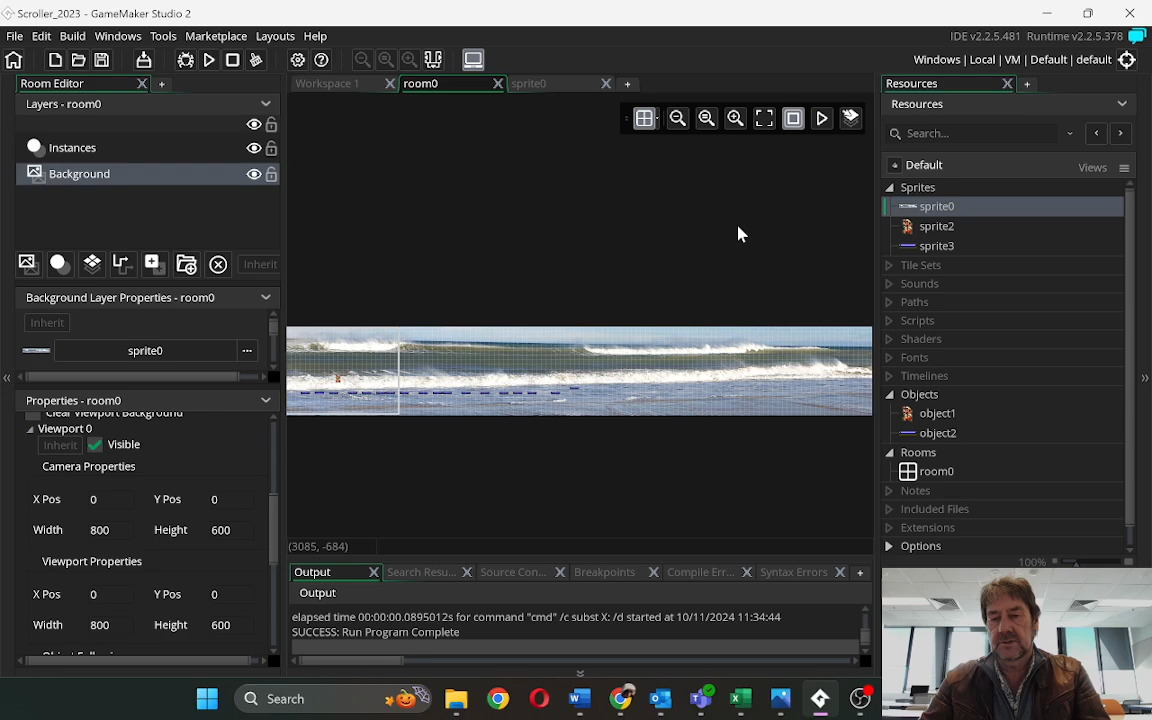 Scroller_2023 - GameMaker Studio 2
File Edit Build Windows Tools Marketplace Layouts Help
IDE v2.2.5.481 Runtime v2.2.5.378
Windows | Local | VM | Default | default
Room Editor
Workspace 1
room0
sprite0
Resources
Layers - room0
Resources
Search...
Instances
Default
Views
Background
Sprites
sprite0
sprite2
sprite3
Tile Sets
Inherit
Sounds
Background Layer Properties - room0
Paths
Inherit
Scripts
Shaders
sprite0
Fonts
Timelines
Properties - room0
Objects
Clear Viewport Background
object1
Viewport 0
object2
Inherit
Visible
Rooms
Camera Properties
room0
Notes
X Pos 0 Y Pos 0
Included Files
Width 800 Height 600
Extensions
(3085, -684)
Options
Viewport Properties
100%
Output
Search Resu...
Source Con...
Breakpoints
Compile Err...
Syntax Errors
X Pos 0 Y Pos 0
Output
Width 800 Height 600
elapsed time 00:00:00.0895012s for command "cmd" /c subst X: /d started at 10/11/2024 11:34:44
SUCCESS: Run Program Complete
Search